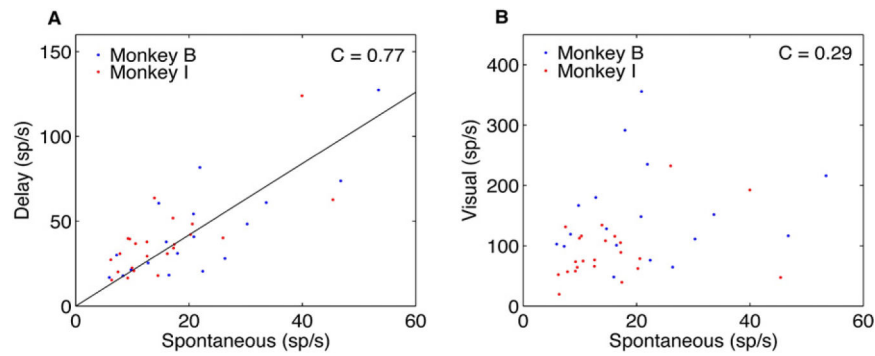 A
Monkey B
Monkey I
C = 0.77
150
100
50
0
Delay (sp/s)
0 20 40 60
Spontaneous (sp/s)
B
Monkey B
Monkey I
C = 0.29
400
300
200
100
0
Visual (sp/s)
0 20 40 60
Spontaneous (sp/s)